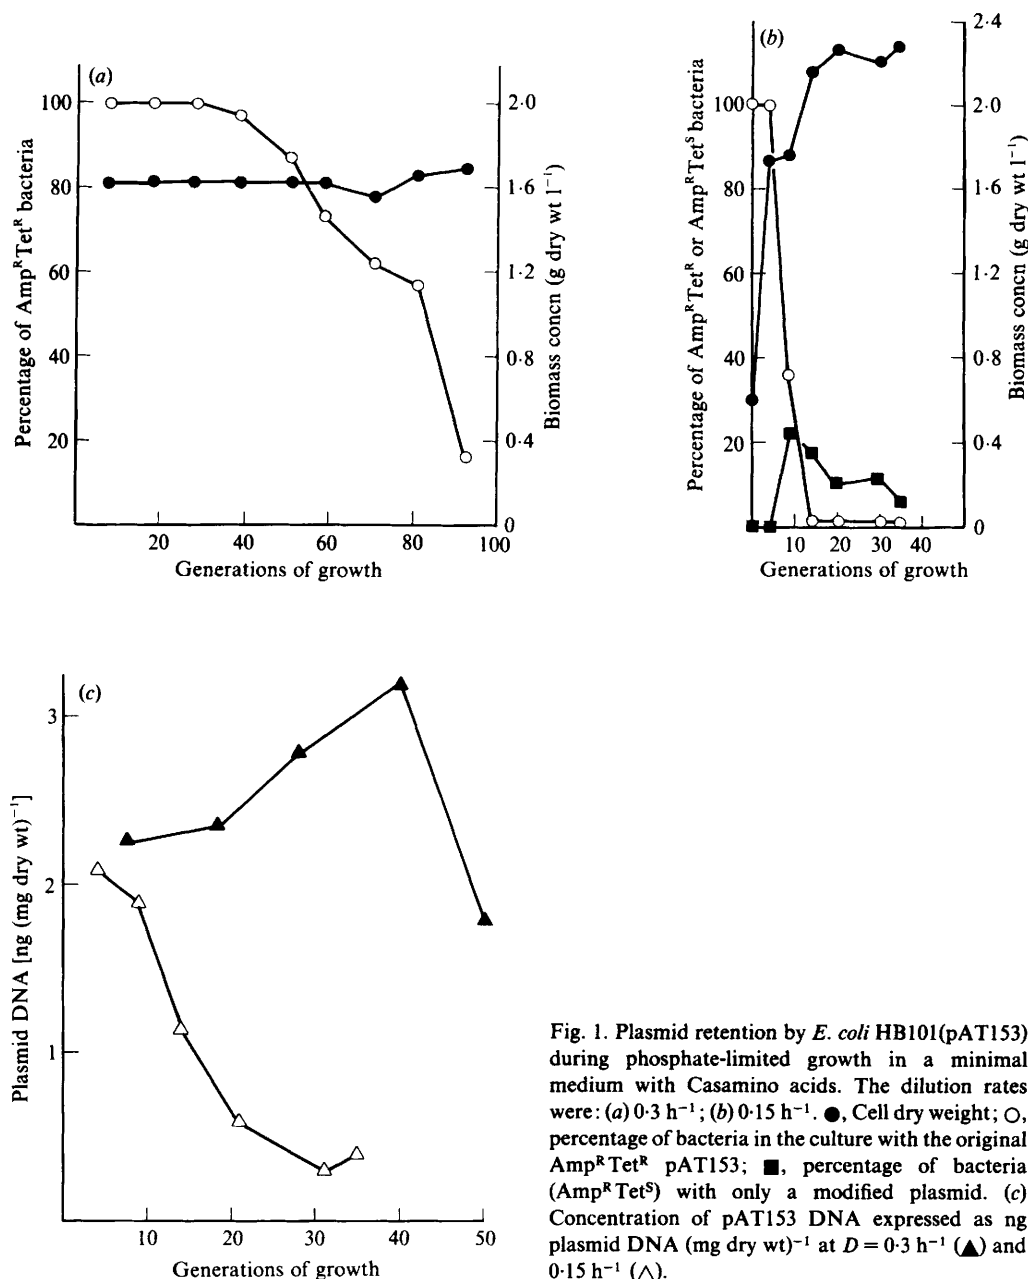 (a)
100
80
60
40
20
Percentage of Amp^R Tet^R bacteria
2·0
1·6
1·2
0·8
0·4
0
Biomass concn (g dry wt l⁻¹)
20 40 60 80 100
Generations of growth
(b)
100
80
60
40
20
Percentage of Amp^R Tet^R or Amp^R Tet^S bacteria
2·4
2·0
1·6
1·2
0·8
0·4
0
Biomass concn (g dry wt l⁻¹)
10 20 30 40
Generations of growth
(c)
3
2
1
Plasmid DNA [ng (mg dry wt)⁻¹]
10 20 30 40 50
Generations of growth
Fig. 1. Plasmid retention by E. coli HB101(pAT153)
during phosphate-limited growth in a minimal
medium with Casamino acids. The dilution rates
were: (a) 0·3 h⁻¹; (b) 0·15 h⁻¹. ●, Cell dry weight; ○,
percentage of bacteria in the culture with the original
Amp^R Tet^R pAT153; ■, percentage of bacteria
(Amp^R Tet^S) with only a modified plasmid. (c)
Concentration of pAT153 DNA expressed as ng
plasmid DNA (mg dry wt)⁻¹ at D = 0·3 h⁻¹ (▲) and
0·15 h⁻¹ (△).